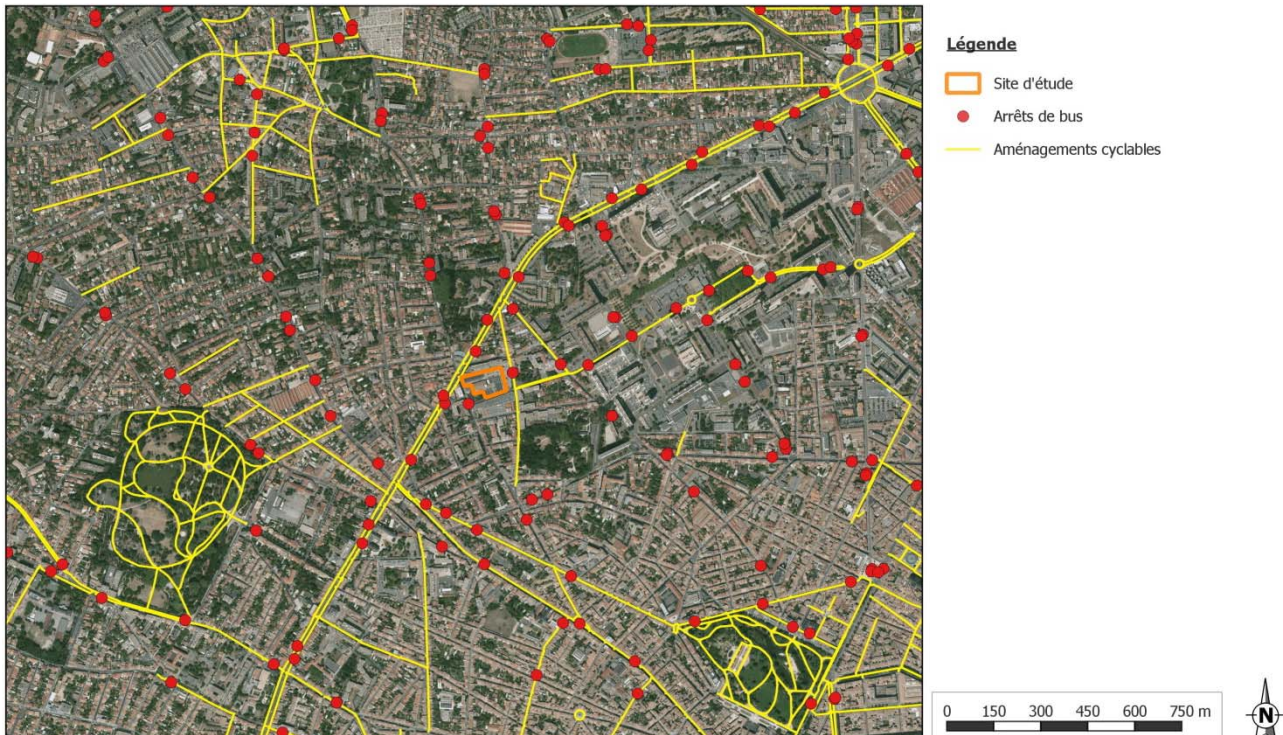 Légende
Site d'étude
Arrêts de bus
Aménagements cyclables
0 150 300 450 600 750 m
N